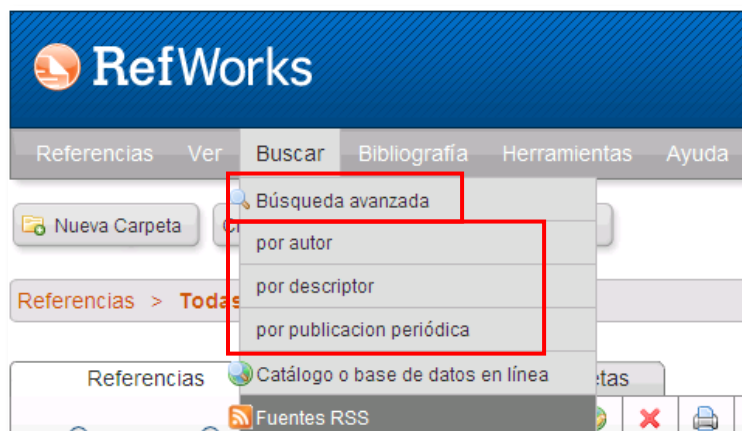 RefWorks
Referencias Ver Buscar Bibliografía Herramientas Ayuda
Búsqueda avanzada
Nueva Carpeta
por autor
por descriptor
Referencias > Todas
por publicacion periódica
Referencias
Catálogo o base de datos en línea
Fuentes RSS